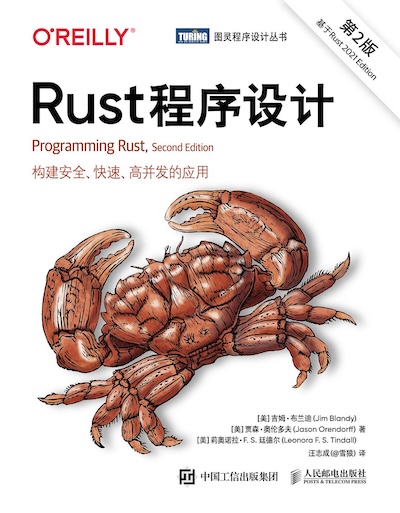 O'REILLY®
TURING
图灵程序设计丛书
第2版
基于Rust 2021 Edition
Rust程序设计
Programming Rust, Second Edition
构建安全、快速、高并发的应用
[美] 吉姆·布兰迪 (Jim Blandy)
[美] 贾森·奥伦多夫 (Jason Orendorff) 著
[美] 莉奥诺拉·F. S. 廷德尔 (Leonora F. S. Tindall)
汪志成(@雪狼) 译
中国工信出版集团
人民邮电出版社
POSTS & TELECOM PRESS